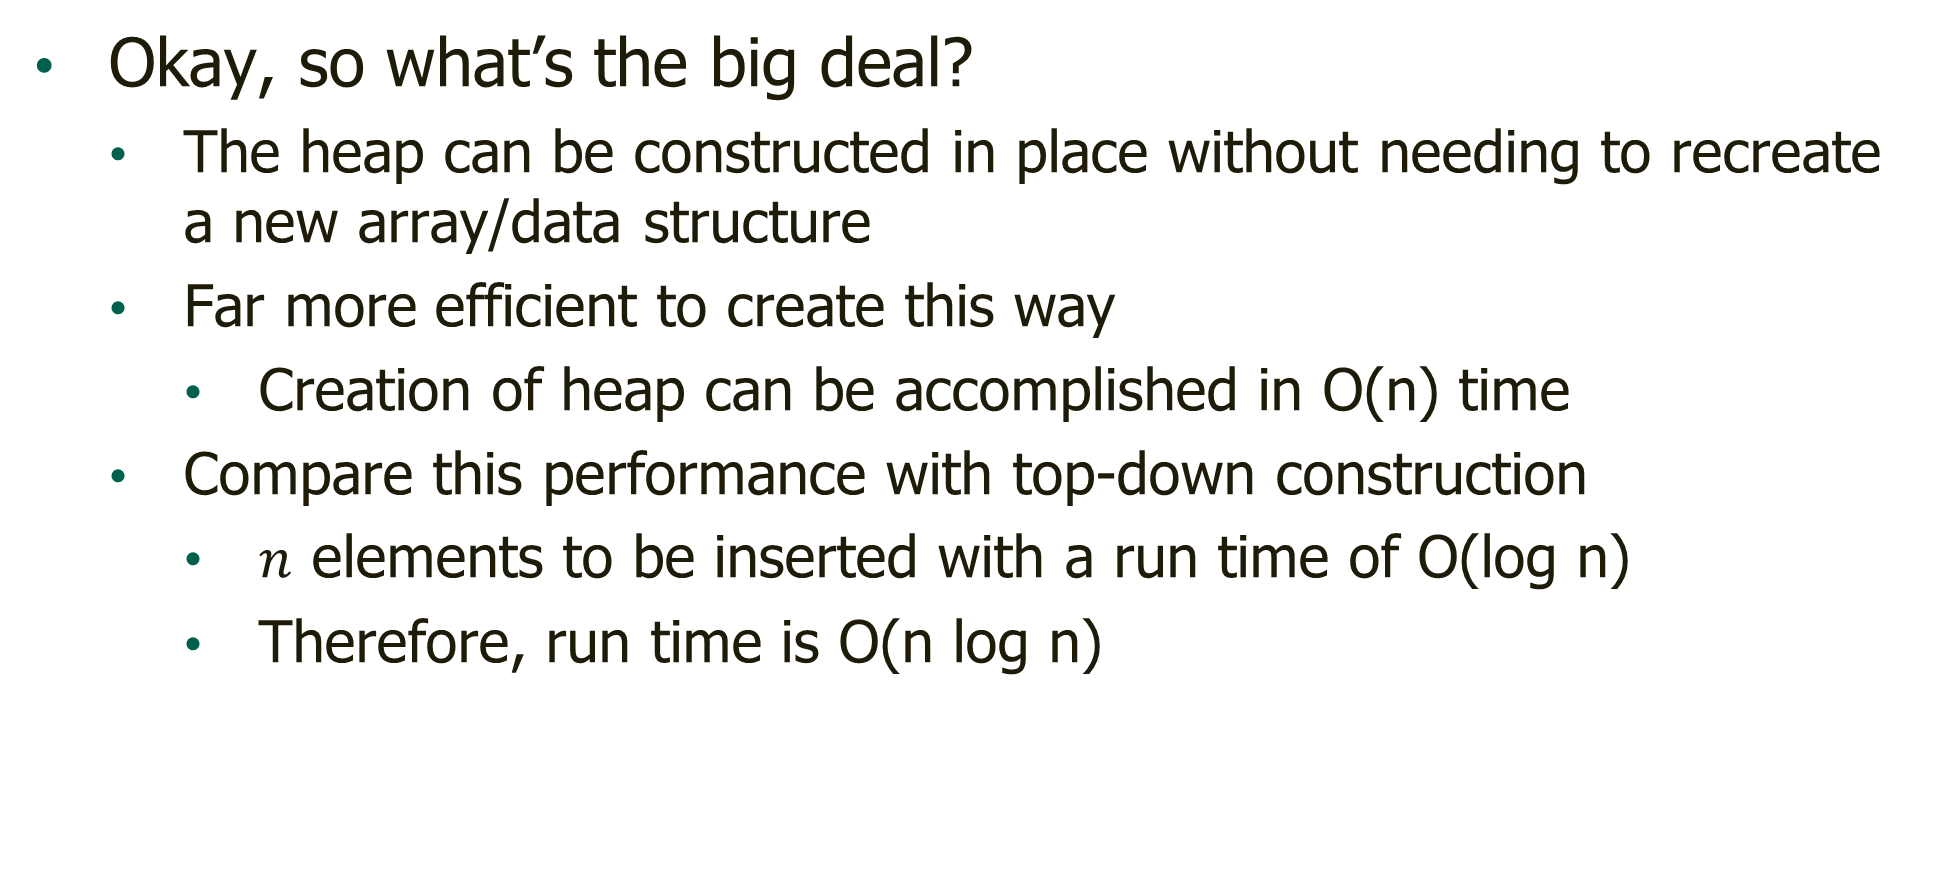 • Okay, so what’s the big deal?
• The heap can be constructed in place without needing to recreate
a new array/data structure
• Far more efficient to create this way
• Creation of heap can be accomplished in O(n) time
• Compare this performance with top-down construction
• 𝑛 elements to be inserted with a run time of O(log n)
• Therefore, run time is O(n log n)